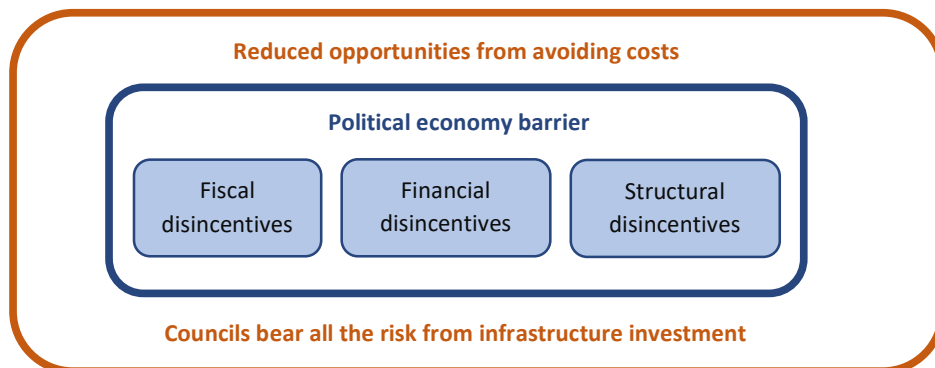 Reduced opportunities from avoiding costs
Political economy barrier
Fiscal
disincentives
Financial
disincentives
Structural
disincentives
Councils bear all the risk from infrastructure investment